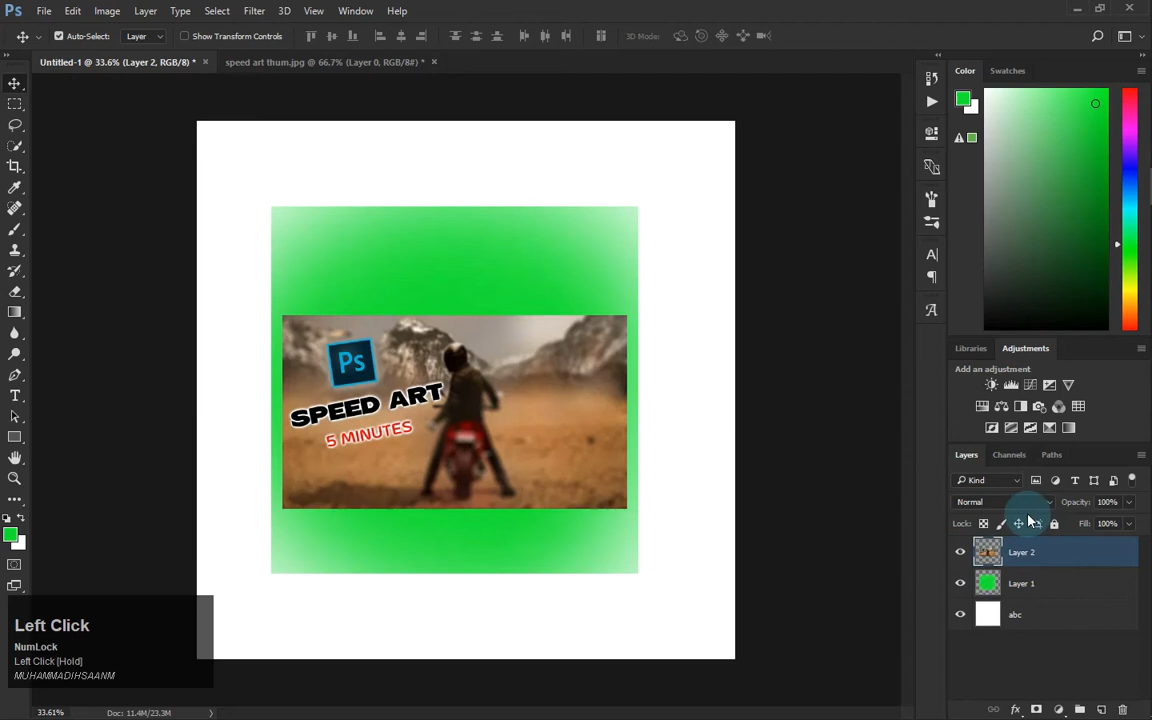 Ps File Edit Image Layer Type Select Filter 3D View Window Help
Auto-Select: Layer Show Transform Controls 3D Mode:
Untitled-1 @ 33.6% (Layer 2, RGB/8) * × speed art thum.jpg @ 66.7% (Layer 0, RGB/8#) * ×
Color Swatches
Libraries Adjustments
Add an adjustment
Layers Channels Paths
Kind
Normal Opacity: 100%
Lock: Fill: 100%
Layer 2
Layer 1
abc
Ps
SPEED ART
5 MINUTES
Left Click
NumLock
Left Click [Hold]
MUHAMMADIHSAANM
33.61% Doc: 11.4M/23.3M